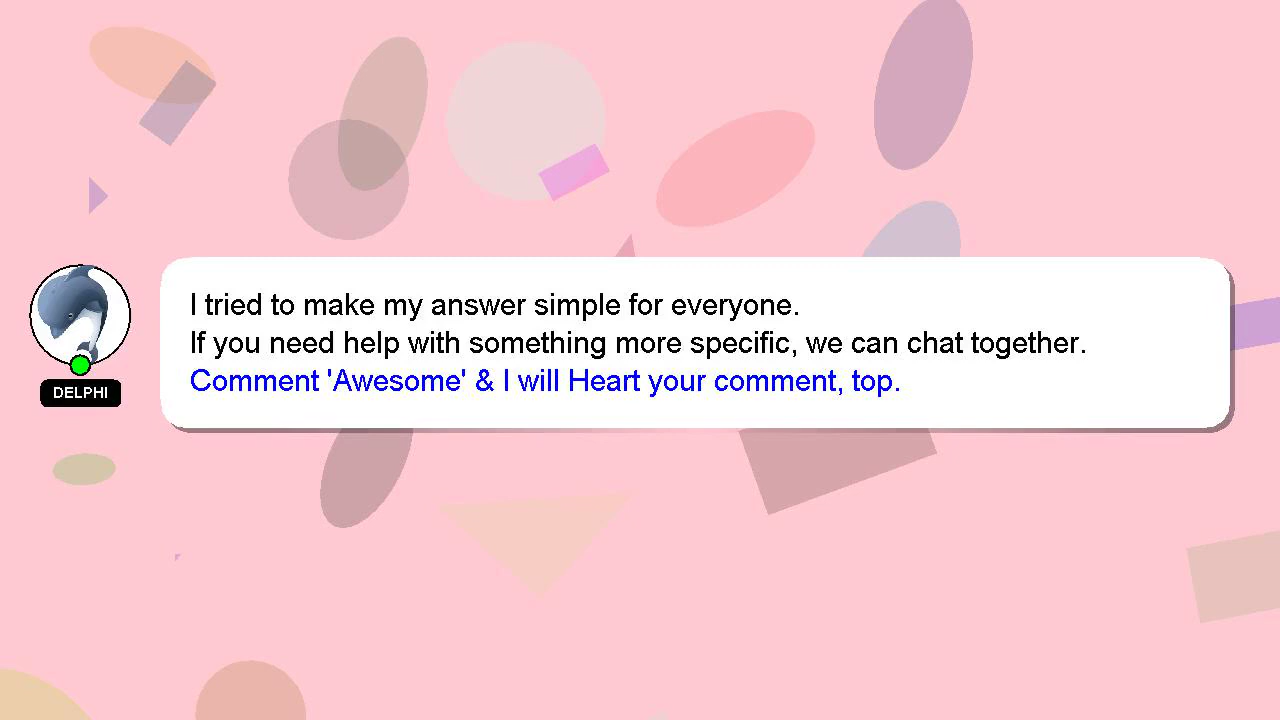 I tried to make my answer simple for everyone.
If you need help with something more specific, we can chat together.
Comment 'Awesome' & I will Heart your comment, top.
DELPHI